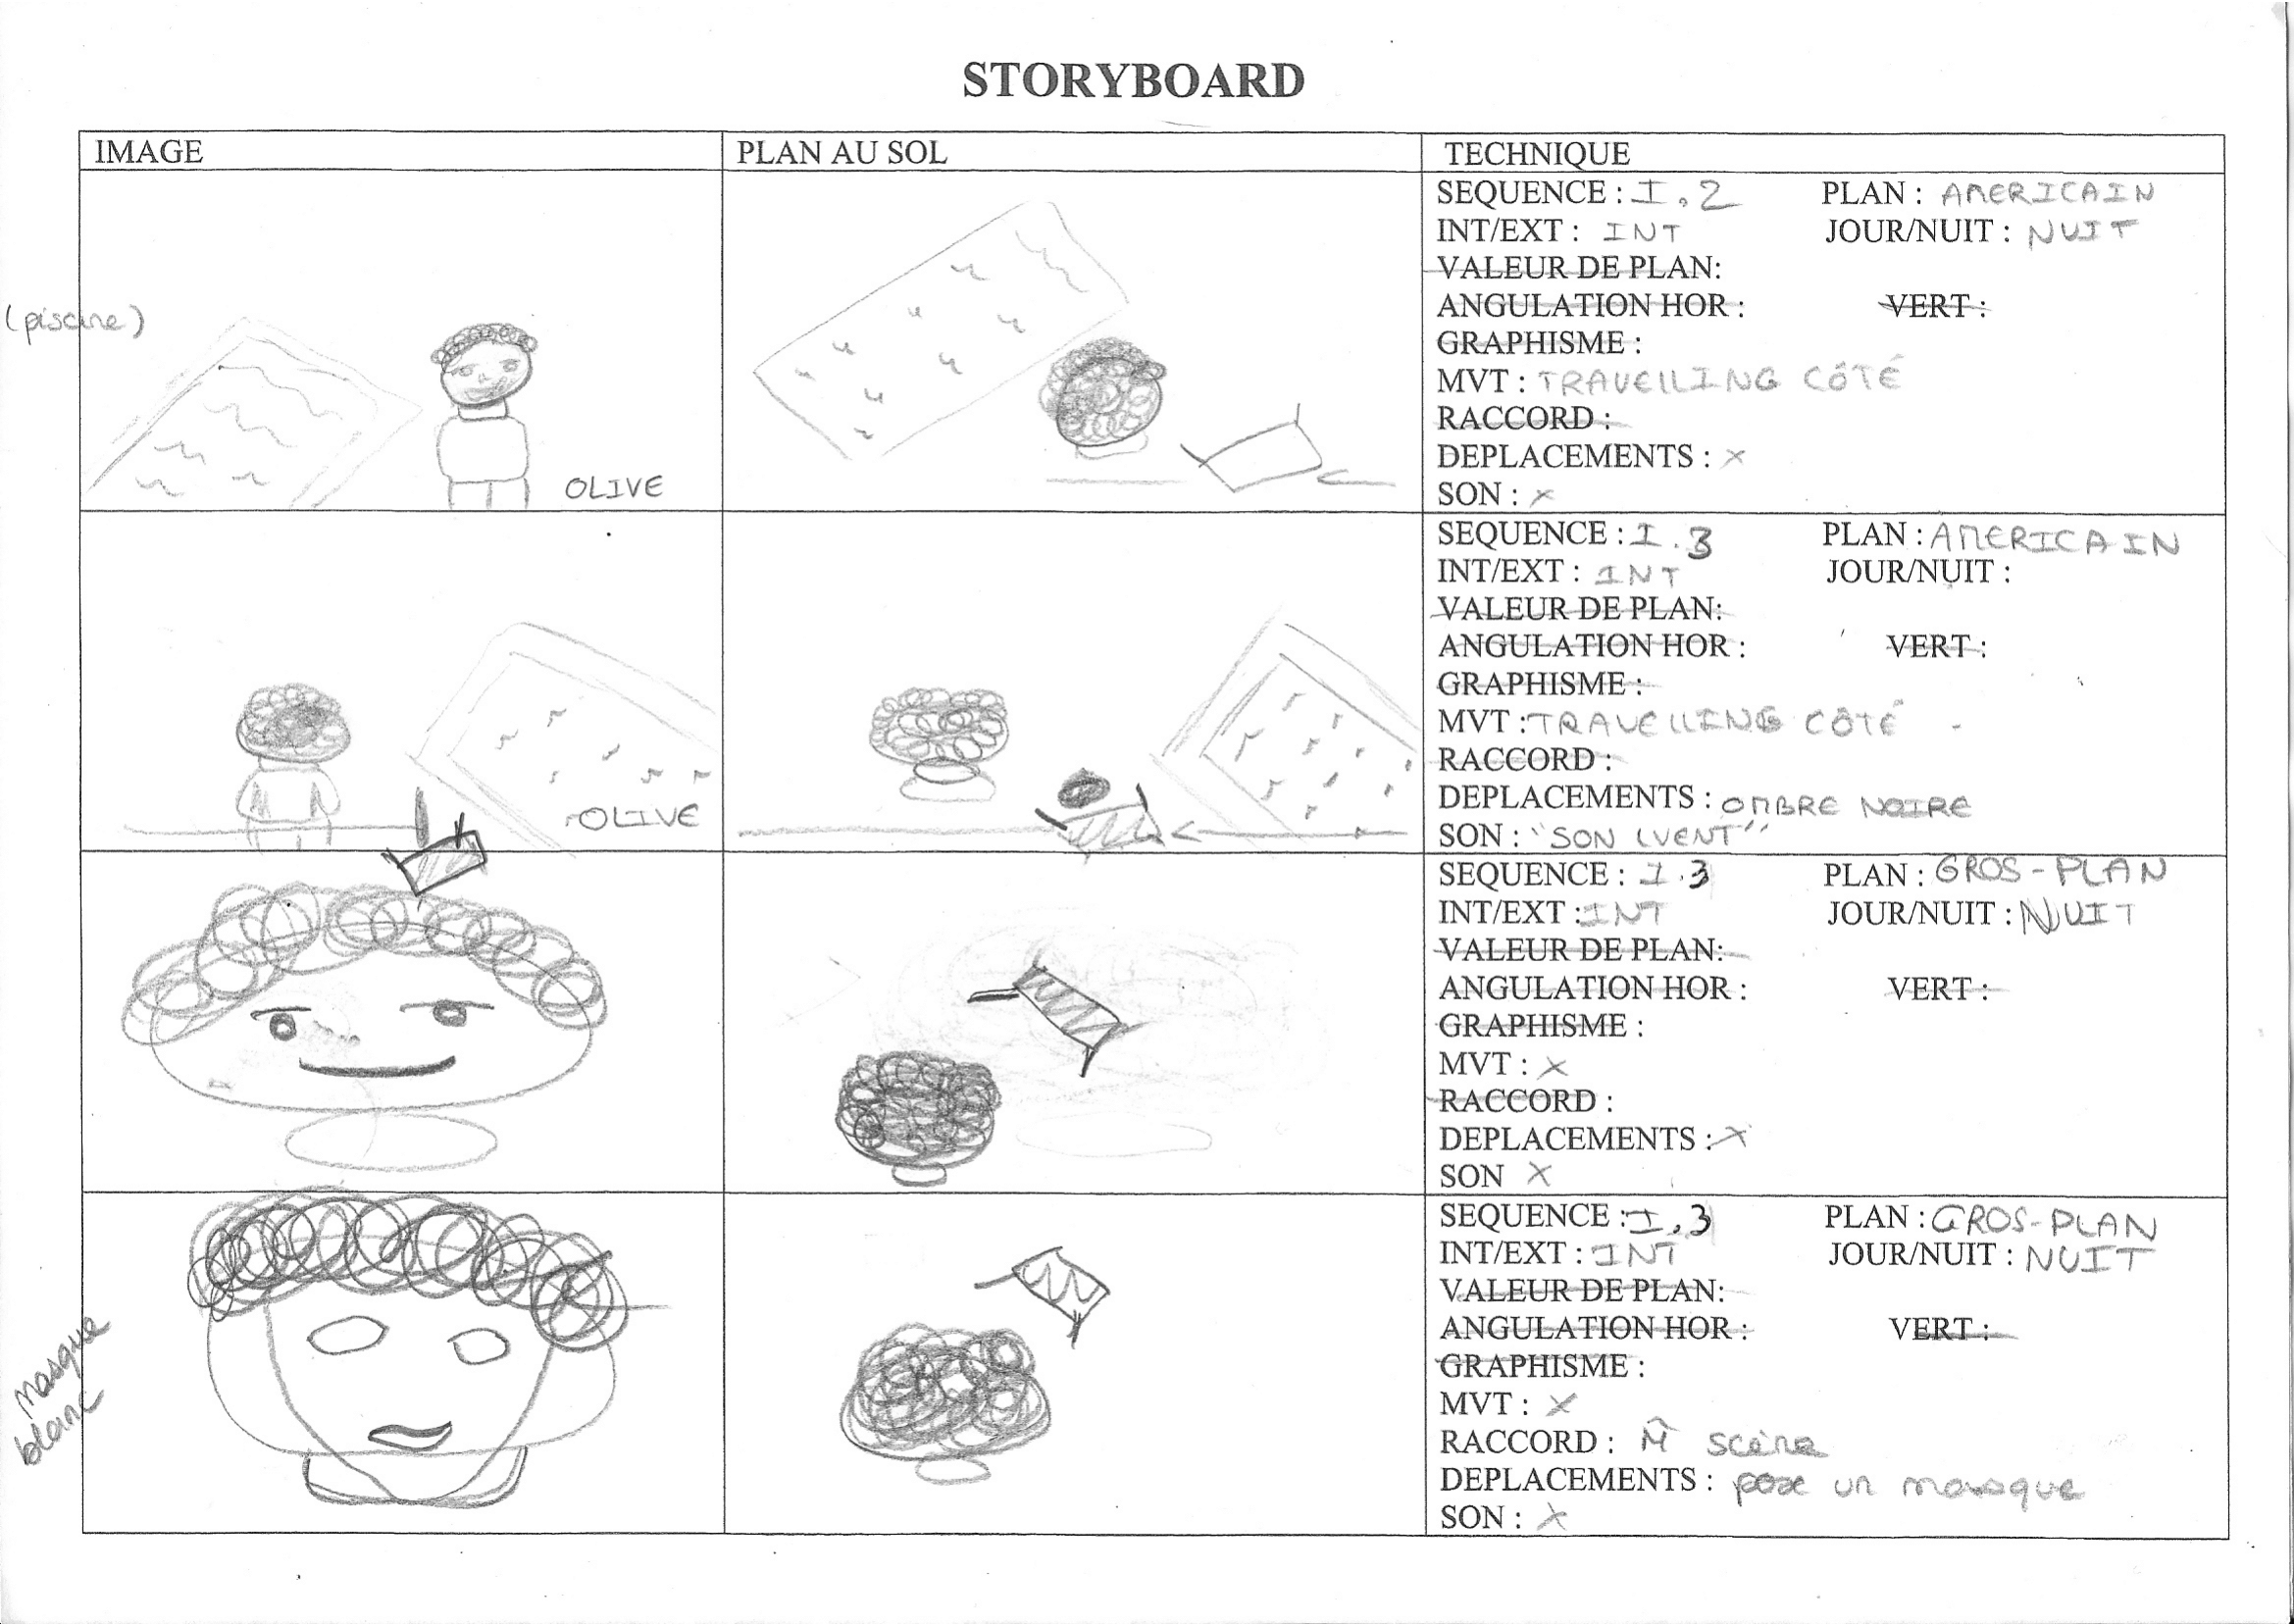 STORYBOARD
IMAGE PLAN AU SOL TECHNIQUE
(piscine)
OLIVE
SEQUENCE : I.2 PLAN : AMERICAIN
INT/EXT : INT JOUR/NUIT : NUIT
VALEUR DE PLAN:
ANGULATION HOR : VERT :
GRAPHISME :
MVT : TRAVELLING CÔTÉ
RACCORD :
DEPLACEMENTS : x
SON : x
OLIVE
SEQUENCE : I.3 PLAN : AMERICAIN
INT/EXT : INT JOUR/NUIT :
VALEUR DE PLAN:
ANGULATION HOR : VERT :
GRAPHISME :
MVT : TRAVELLING CÔTÉ
RACCORD :
DEPLACEMENTS : OMBRE NOIRE
SON : "SON VENT"
SEQUENCE : I.3 PLAN : GROS-PLAN
INT/EXT : INT JOUR/NUIT : NUIT
VALEUR DE PLAN:
ANGULATION HOR : VERT :
GRAPHISME :
MVT : x
RACCORD :
DEPLACEMENTS : x
SON x
masque
blanc
SEQUENCE : I.3 PLAN : GROS-PLAN
INT/EXT : INT JOUR/NUIT : NUIT
VALEUR DE PLAN:
ANGULATION HOR : VERT :
GRAPHISME :
MVT : x
RACCORD : M̂ scène
DEPLACEMENTS : pose un masque
SON : x